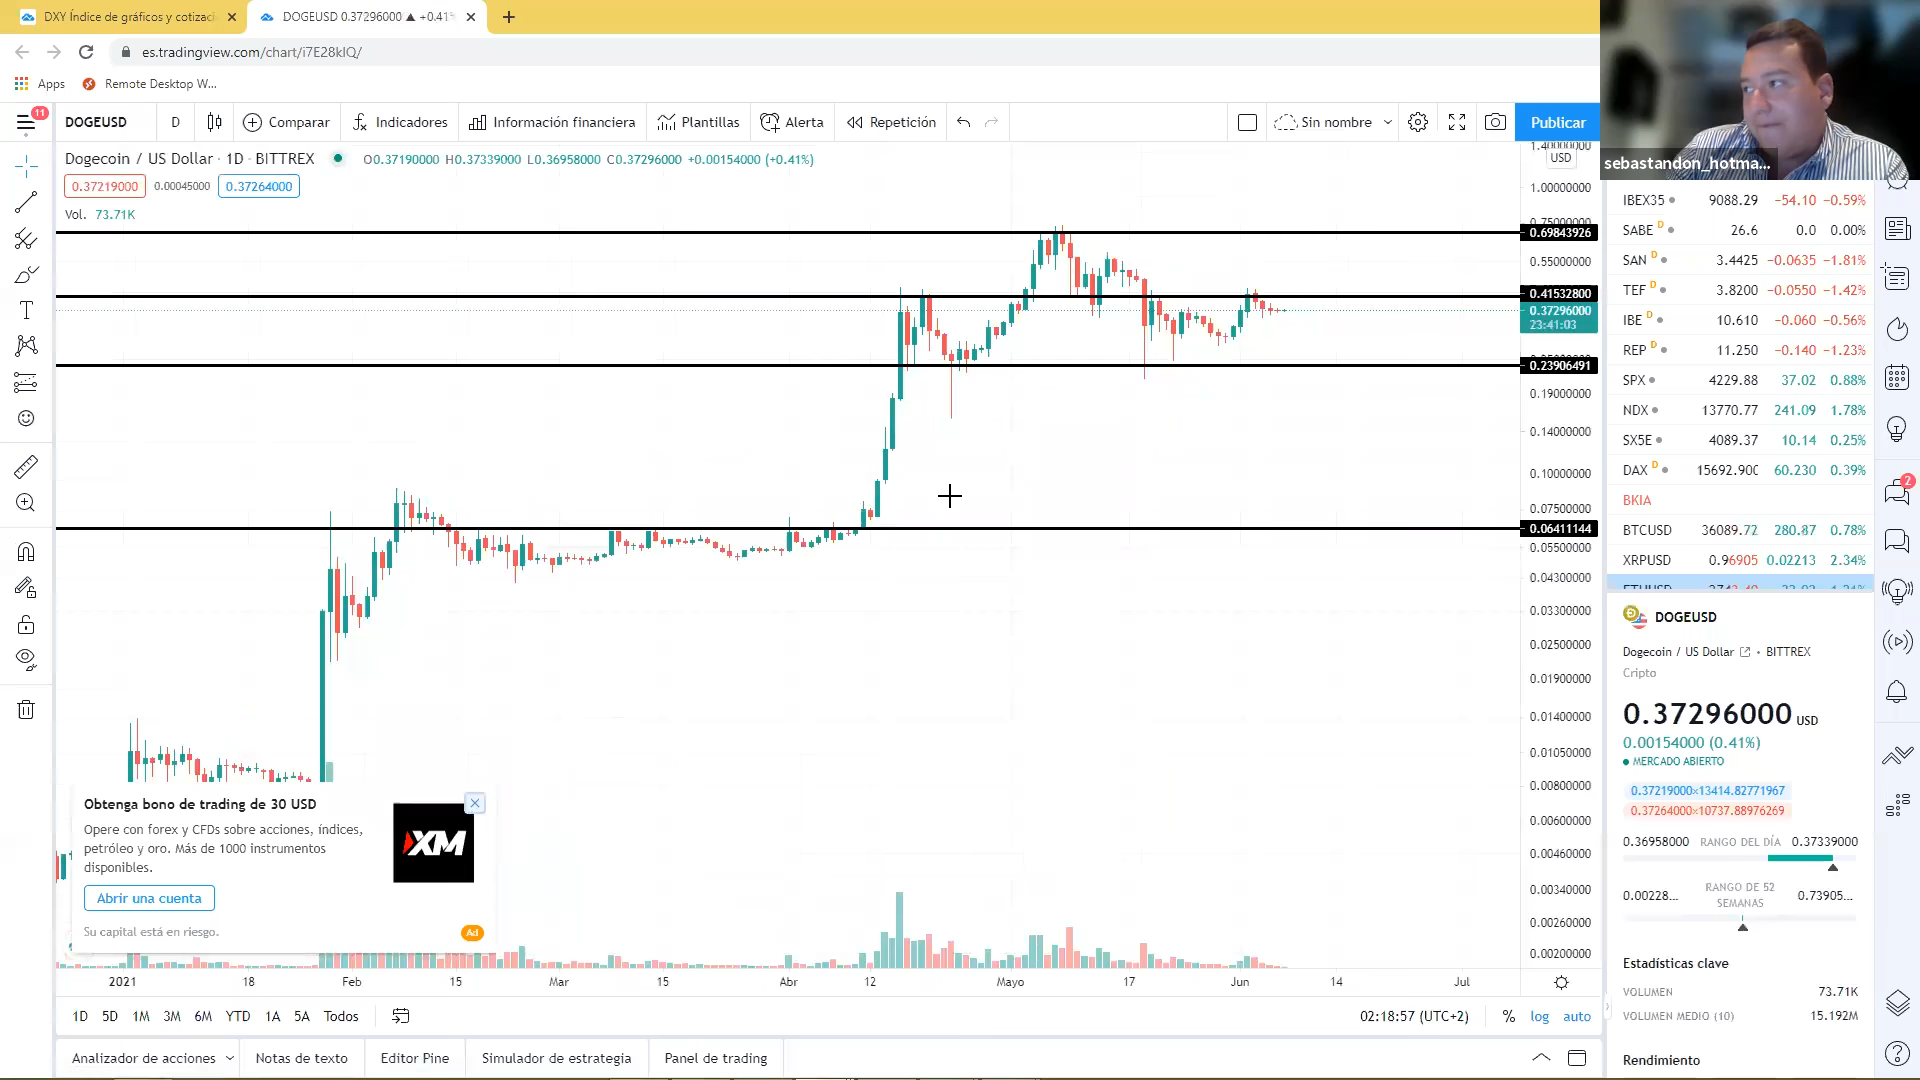 DXY Índice de gráficos y cotizaci
DOGEUSD 0.37296000 ▲ +0.41%
es.tradingview.com/chart/i7E28kIQ/
Apps
Remote Desktop W...
11
DOGEUSD
D
Comparar
Indicadores
Información financiera
Plantillas
Alerta
Repetición
Sin nombre
Publicar
Dogecoin / US Dollar · 1D · BITTREX
O0.37190000 H0.37339000 L0.36958000 C0.37296000 +0.00154000 (+0.41%)
0.37219000
0.00045000
0.37264000
Vol. 73.71K
1.40000000
USD
1.00000000
0.75000000
0.69843926
0.55000000
0.41532800
0.37296000
23:41:03
0.23906491
0.19000000
0.14000000
0.10000000
0.07500000
0.06411144
0.05500000
0.04300000
0.03300000
0.02500000
0.01900000
0.01400000
0.01050000
0.00800000
0.00600000
0.00460000
0.00340000
0.00260000
0.00200000
Obtenga bono de trading de 30 USD
Opere con forex y CFDs sobre acciones, índices,
petróleo y oro. Más de 1000 instrumentos
disponibles.
Abrir una cuenta
Su capital está en riesgo.
XM
Ad
2021
18
Feb
15
Mar
15
Abr
12
Mayo
17
Jun
14
Jul
1D
5D
1M
3M
6M
YTD
1A
5A
Todos
02:18:57 (UTC+2)
%
log
auto
Analizador de acciones
Notas de texto
Editor Pine
Simulador de estrategia
Panel de trading
sebastandon_hotma...
IBEX35 9088.29 −54.10 −0.59%
SABE D 26.6 0.0 0.00%
SAN D 3.4425 −0.0635 −1.81%
TEF D 3.8200 −0.0550 −1.42%
IBE D 10.610 −0.060 −0.56%
REP D 11.250 −0.140 −1.23%
SPX 4229.88 37.02 0.88%
NDX 13770.77 241.09 1.78%
SX5E 4089.37 10.14 0.25%
DAX D 15692.900 60.230 0.39%
BKIA
BTCUSD 36089.72 280.87 0.78%
XRPUSD 0.96905 0.02213 2.34%
ETHUSD
DOGEUSD
Dogecoin / US Dollar • BITTREX
Cripto
0.37296000 USD
0.00154000 (0.41%)
MERCADO ABIERTO
0.37219000×13414.82771967
0.37264000×10737.88976269
0.36958000 RANGO DEL DÍA 0.37339000
0.00228... RANGO DE 52 SEMANAS 0.73905...
Estadísticas clave
VOLUMEN 73.71K
VOLUMEN MEDIO (10) 15.192M
Rendimiento
2